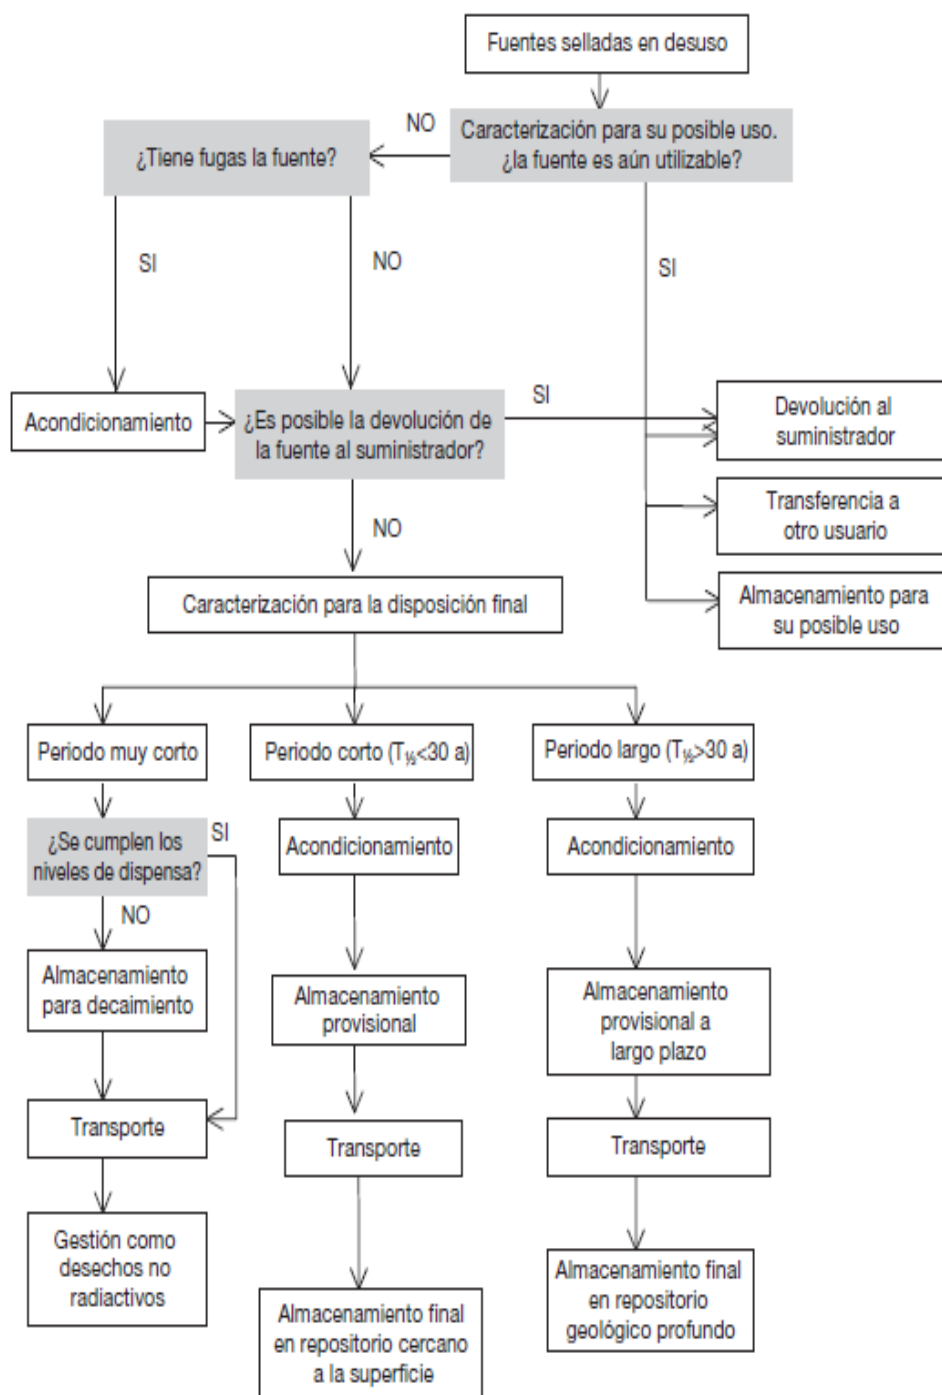 Fuentes selladas en desuso
NO
Caracterización para su posible uso.
¿la fuente es aún utilizable?
¿Tiene fugas la fuente?
SI
NO
SI
Acondicionamiento
¿Es posible la devolución de
la fuente al suministrador?
SI
Devolución al
suministrador
NO
Transferencia a
otro usuario
Caracterización para la disposición final
Almacenamiento para
su posible uso
Periodo muy corto
Periodo corto (T½<30 a)
Periodo largo (T½>30 a)
¿Se cumplen los
niveles de dispensa?
SI
NO
Acondicionamiento
Acondicionamiento
Almacenamiento
para decaimiento
Almacenamiento
provisional
Almacenamiento
provisional a
largo plazo
Transporte
Transporte
Transporte
Gestión como
desechos no
radiactivos
Almacenamiento final
en repositorio cercano
a la superficie
Almacenamiento final
en repositorio
geológico profundo